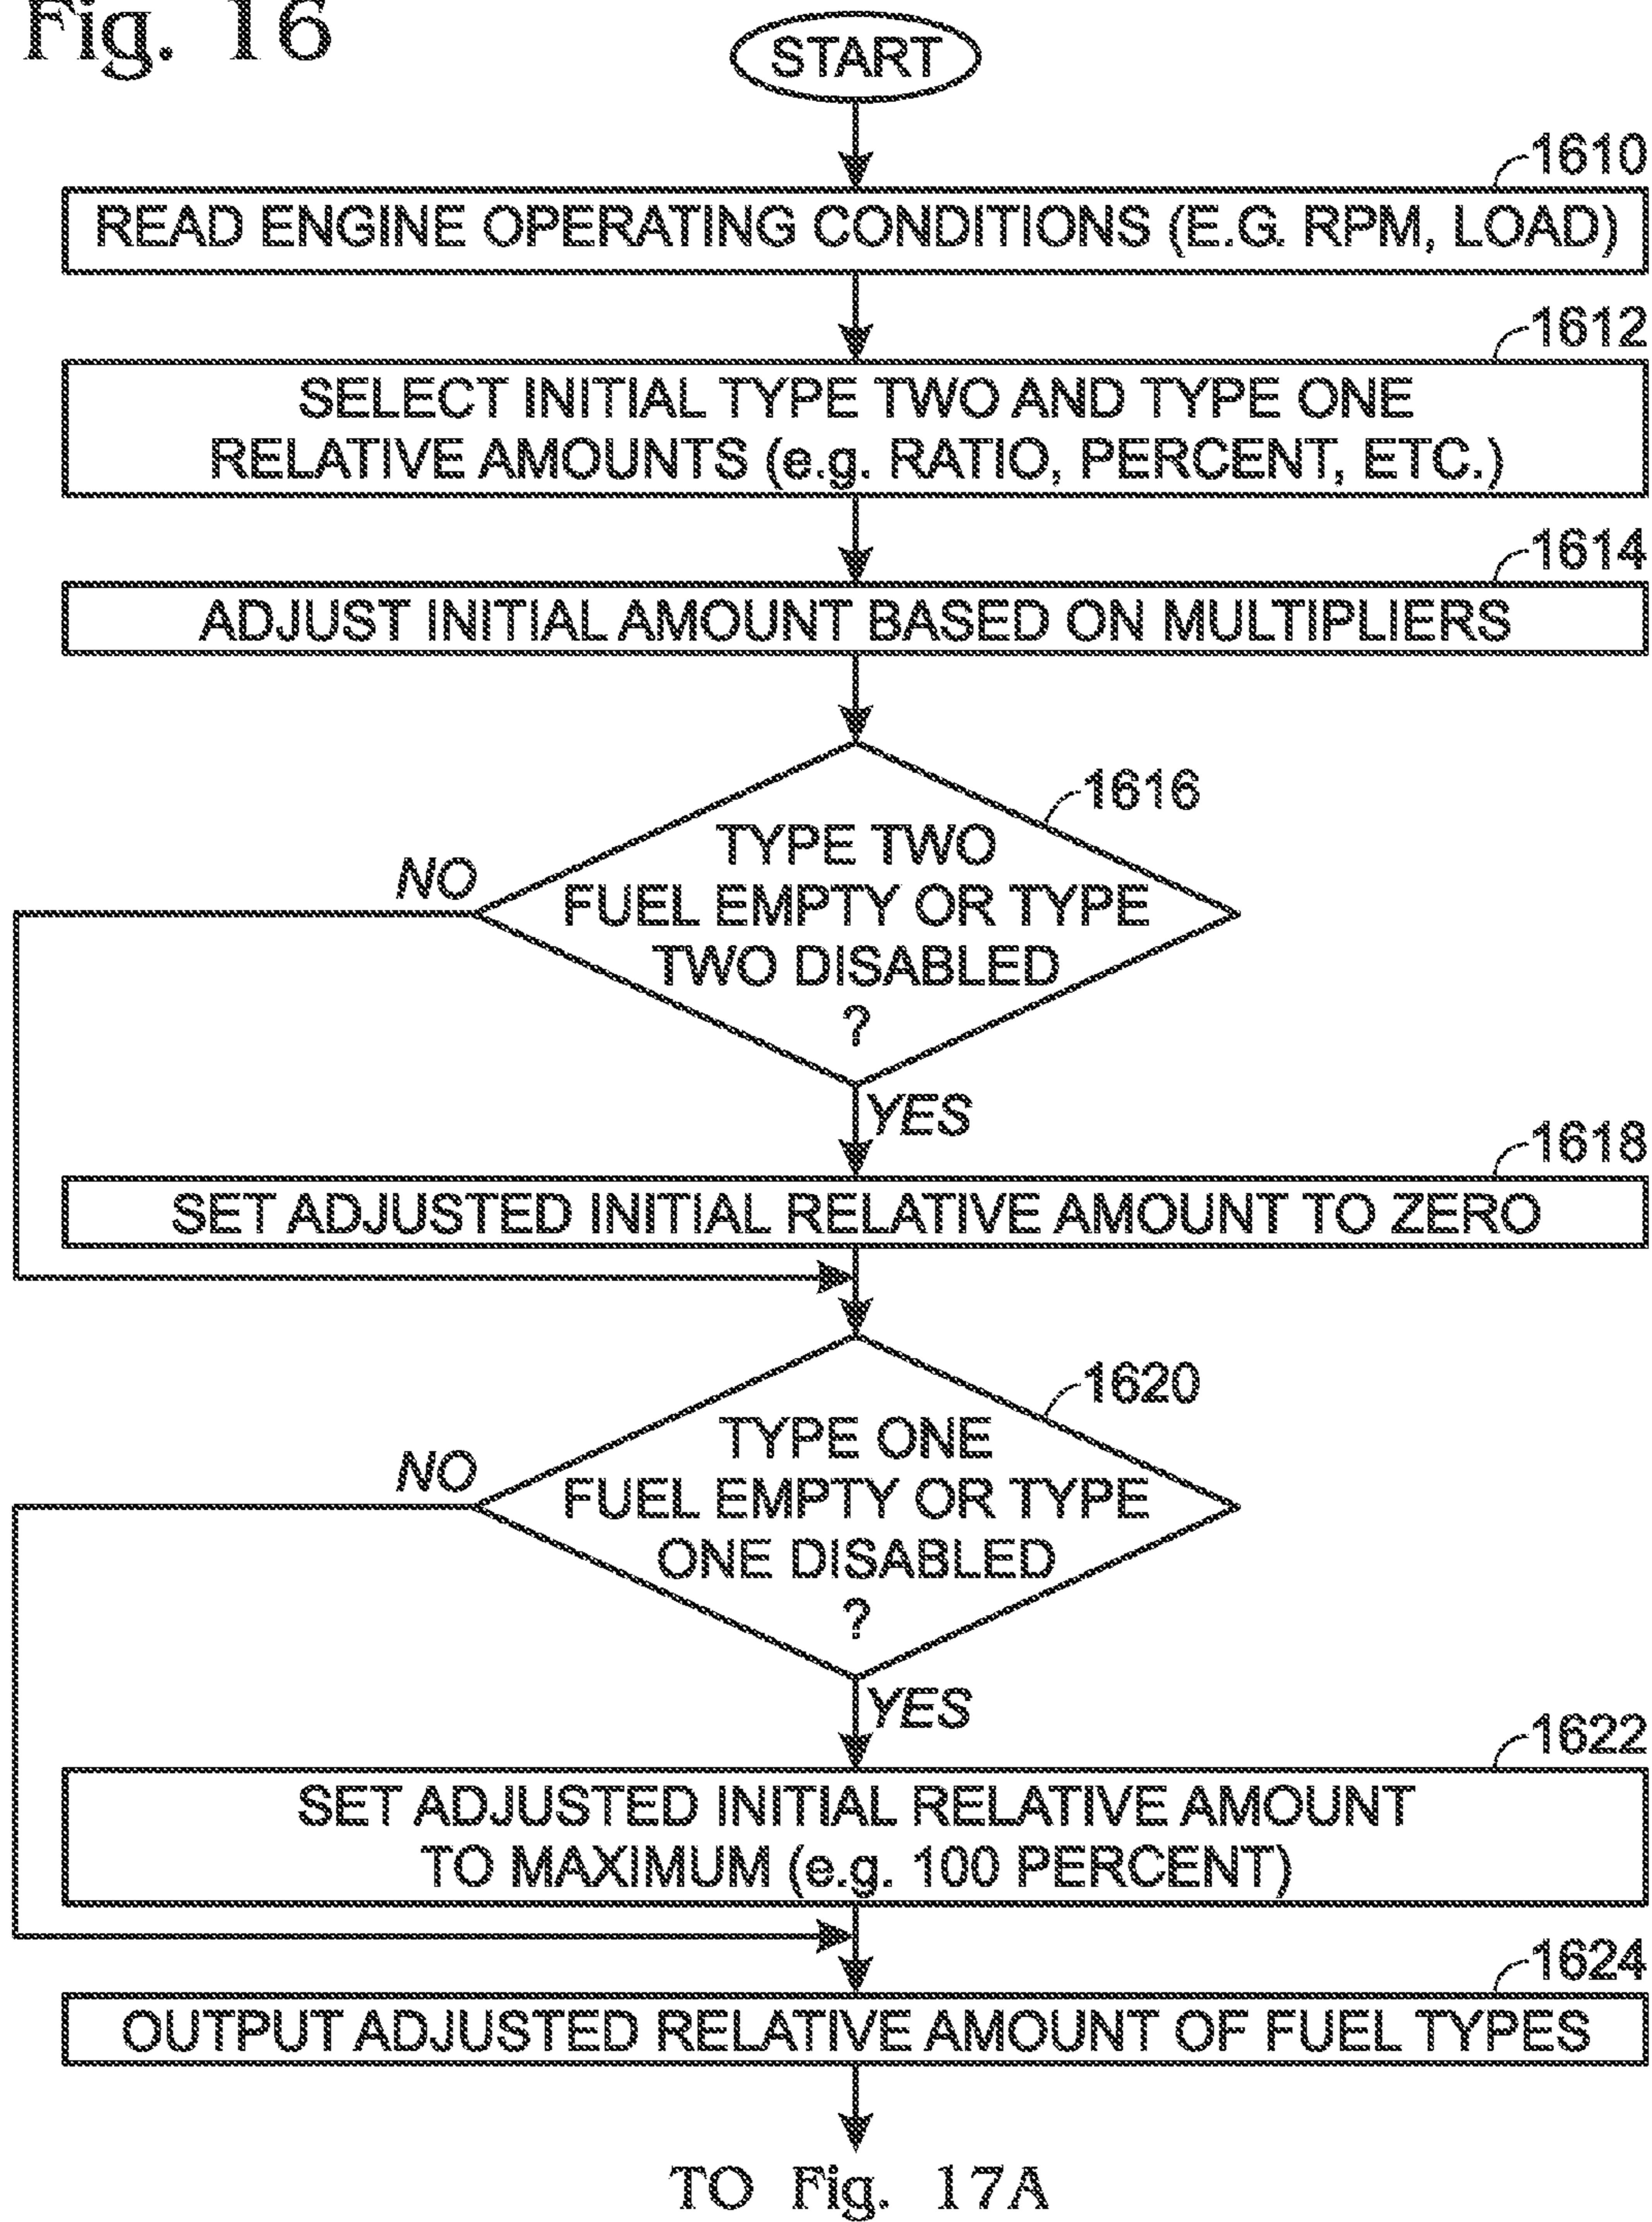 Fig. 16
START
1610
READ ENGINE OPERATING CONDITIONS (E.G. RPM, LOAD)
1612
SELECT INITIAL TYPE TWO AND TYPE ONE
RELATIVE AMOUNTS (e.g. RATIO, PERCENT, ETC.)
1614
ADJUST INITIAL AMOUNT BASED ON MULTIPLIERS
1616
TYPE TWO
NO
FUEL EMPTY OR TYPE
TWO DISABLED
?
YES
1618
SET ADJUSTED INITIAL RELATIVE AMOUNT TO ZERO
1620
TYPE ONE
NO
FUEL EMPTY OR TYPE
ONE DISABLED
?
YES
1622
SET ADJUSTED INITIAL RELATIVE AMOUNT
TO MAXIMUM (e.g. 100 PERCENT)
1624
OUTPUT ADJUSTED RELATIVE AMOUNT OF FUEL TYPES
TO Fig. 17A